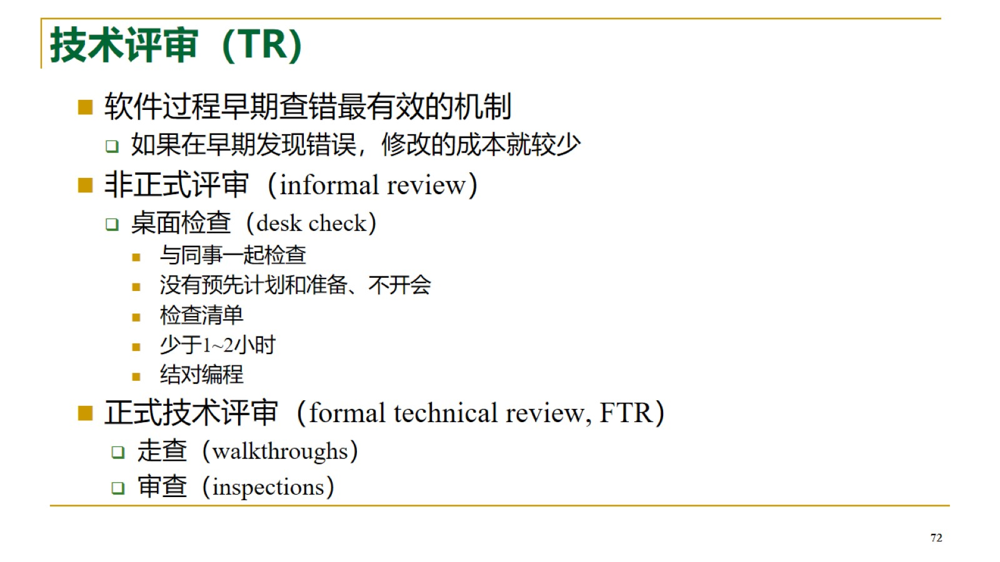 技术评审（TR）
软件过程早期查错最有效的机制
如果在早期发现错误，修改的成本就较少
非正式评审（informal review）
桌面检查（desk check）
与同事一起检查
没有预先计划和准备、不开会
检查清单
少于1~2小时
结对编程
正式技术评审（formal technical review, FTR）
走查（walkthroughs）
审查（inspections）
72